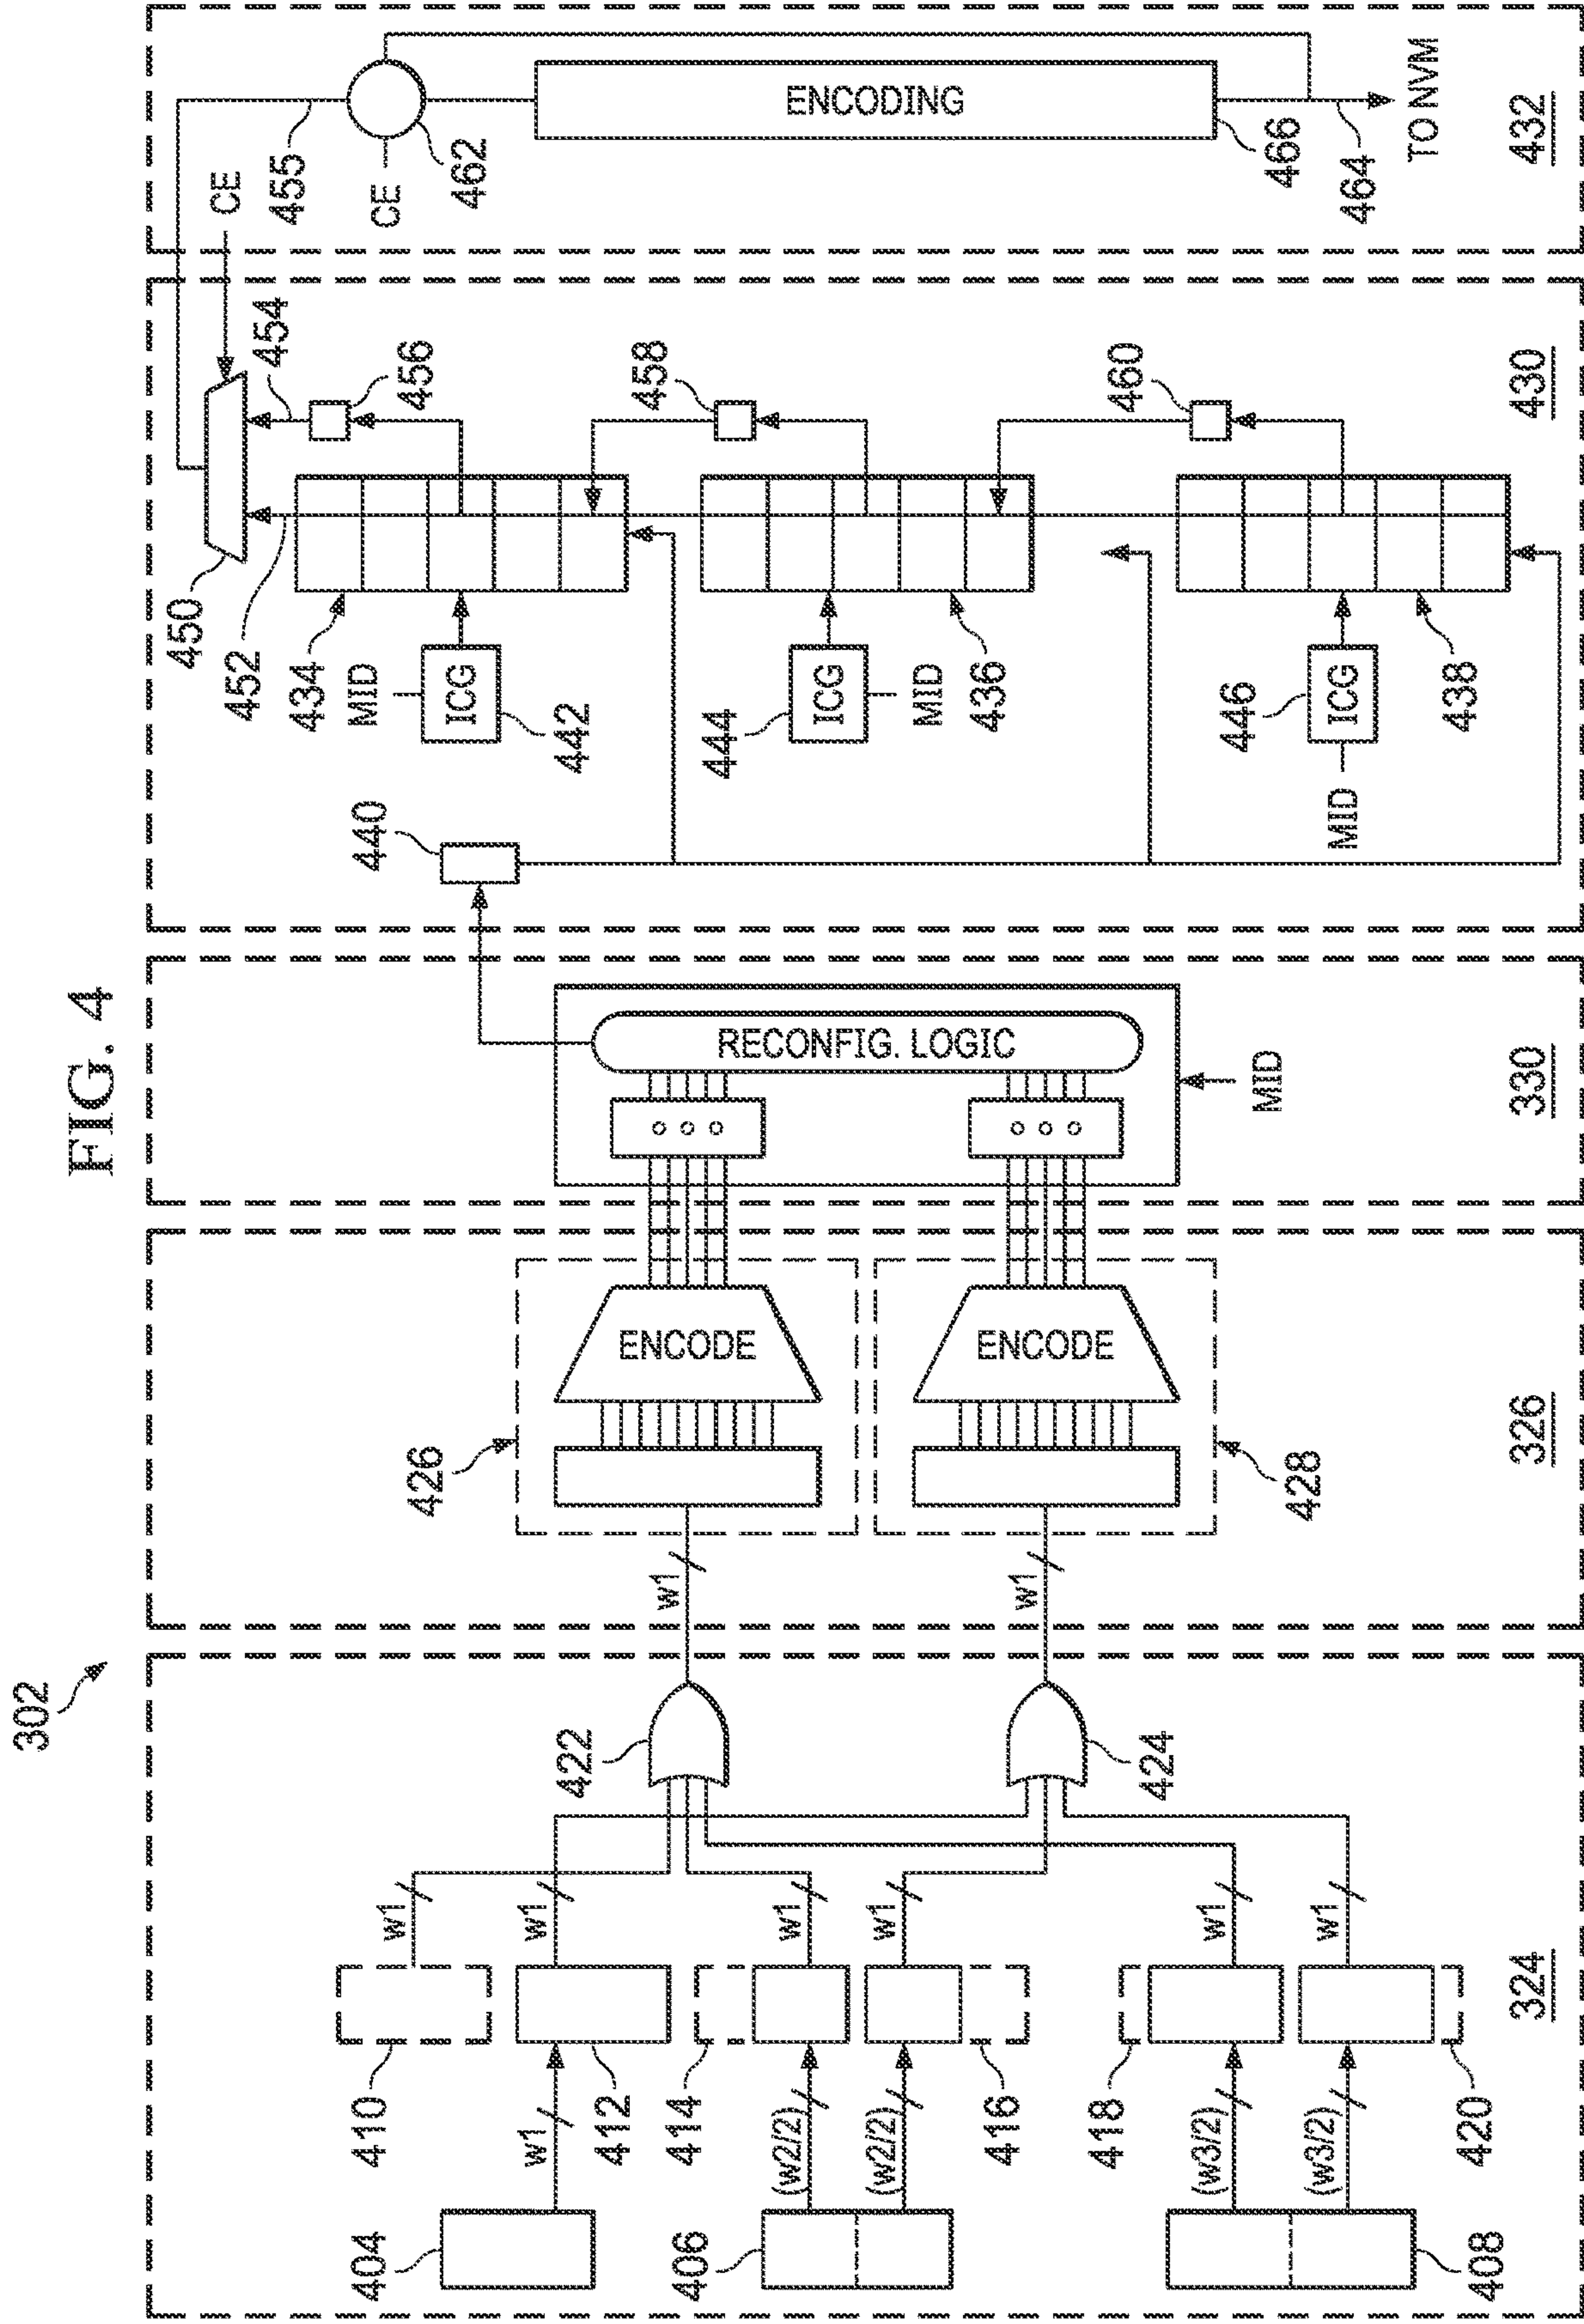 FIG. 4
302
404
w1
410
412
w1
w1
406
(w2/2)
(w2/2)
414
416
w1
w1
408
(w3/2)
(w3/2)
418
420
w1
w1
422
424
324
w1
w1
426
428
ENCODE
ENCODE
326
RECONFIG. LOGIC
MID
330
440
450
452
454
434
MID
ICG
442
456
444
ICG
MID
436
458
446
ICG
MID
438
460
430
CE
455
CE
462
ENCODING
466
464
TO NVM
432